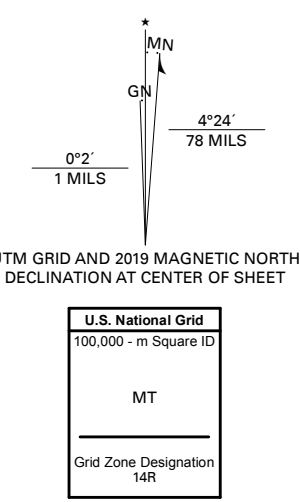 ★
MN
GN
4°24´
78 MILS
0°2´
1 MILS
UTM GRID AND 2019 MAGNETIC NORTH
DECLINATION AT CENTER OF SHEET
U.S. National Grid
100,000 - m Square ID
MT
Grid Zone Designation
14R